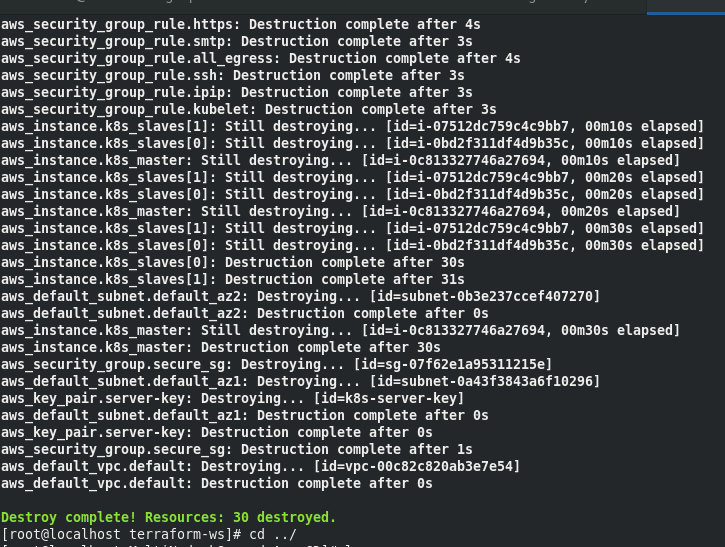 aws_security_group_rule.https: Destruction complete after 4s
aws_security_group_rule.smtp: Destruction complete after 3s
aws_security_group_rule.all_egress: Destruction complete after 4s
aws_security_group_rule.ssh: Destruction complete after 3s
aws_security_group_rule.ipip: Destruction complete after 3s
aws_security_group_rule.kubelet: Destruction complete after 3s
aws_instance.k8s_slaves[1]: Still destroying... [id=i-07512dc759c4c9bb7, 00m10s elapsed]
aws_instance.k8s_slaves[0]: Still destroying... [id=i-0bd2f311df4d9b35c, 00m10s elapsed]
aws_instance.k8s_master: Still destroying... [id=i-0c813327746a27694, 00m10s elapsed]
aws_instance.k8s_slaves[1]: Still destroying... [id=i-07512dc759c4c9bb7, 00m20s elapsed]
aws_instance.k8s_slaves[0]: Still destroying... [id=i-0bd2f311df4d9b35c, 00m20s elapsed]
aws_instance.k8s_master: Still destroying... [id=i-0c813327746a27694, 00m20s elapsed]
aws_instance.k8s_slaves[1]: Still destroying... [id=i-07512dc759c4c9bb7, 00m30s elapsed]
aws_instance.k8s_slaves[0]: Still destroying... [id=i-0bd2f311df4d9b35c, 00m30s elapsed]
aws_instance.k8s_slaves[0]: Destruction complete after 30s
aws_instance.k8s_slaves[1]: Destruction complete after 31s
aws_default_subnet.default_az2: Destroying... [id=subnet-0b3e237ccef407270]
aws_default_subnet.default_az2: Destruction complete after 0s
aws_instance.k8s_master: Still destroying... [id=i-0c813327746a27694, 00m30s elapsed]
aws_instance.k8s_master: Destruction complete after 30s
aws_security_group.secure_sg: Destroying... [id=sg-07f62e1a95311215e]
aws_default_subnet.default_az1: Destroying... [id=subnet-0a43f3843a6f10296]
aws_key_pair.server-key: Destroying... [id=k8s-server-key]
aws_default_subnet.default_az1: Destruction complete after 0s
aws_key_pair.server-key: Destruction complete after 0s
aws_security_group.secure_sg: Destruction complete after 1s
aws_default_vpc.default: Destroying... [id=vpc-00c82c820ab3e7e54]
aws_default_vpc.default: Destruction complete after 0s
Destroy complete! Resources: 30 destroyed.
[root@localhost terraform-ws]# cd ../